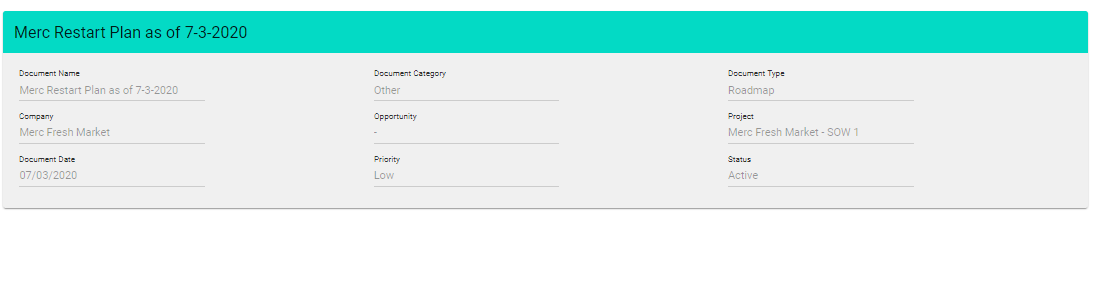 Merc Restart Plan as of 7-3-2020
Document Name
Document Category
Document Type
Merc Restart Plan as of 7-3-2020
Other
Roadmap
Company
Opportunity
Project
Merc Fresh Market
-
Merc Fresh Market - SOW 1
Document Date
Priority
Status
07/03/2020
Low
Active